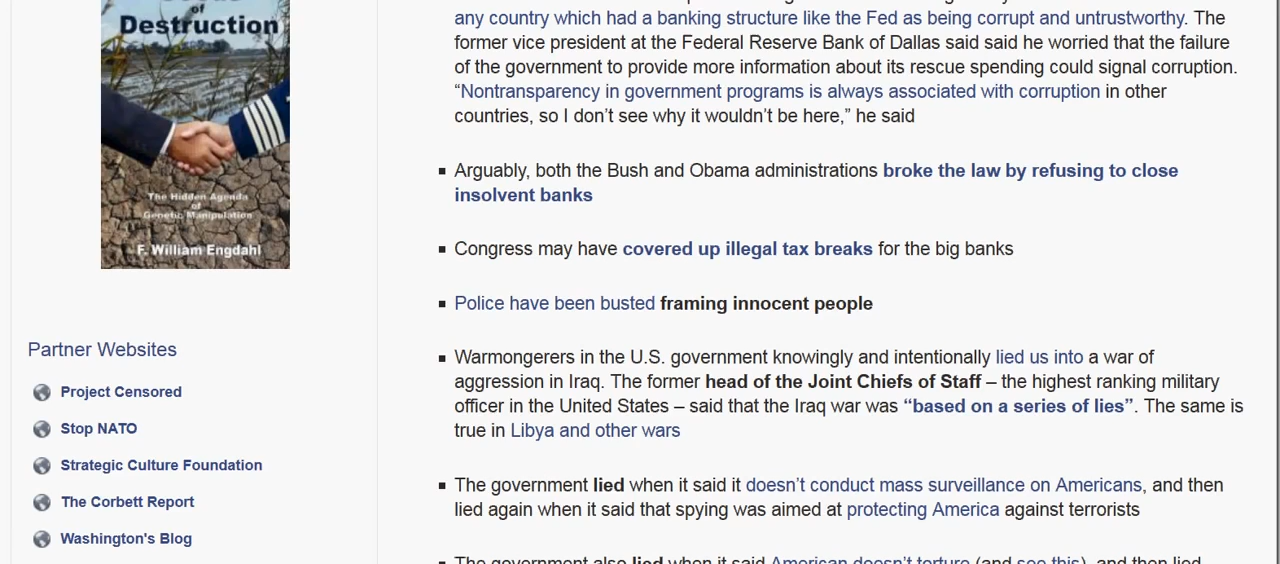 of
Destruction
The Hidden Agenda
of
Genetic Manipulation
F. William Engdahl
Partner Websites
Project Censored
Stop NATO
Strategic Culture Foundation
The Corbett Report
Washington's Blog
any country which had a banking structure like the Fed as being corrupt and untrustworthy. The
former vice president at the Federal Reserve Bank of Dallas said said he worried that the failure
of the government to provide more information about its rescue spending could signal corruption.
“Nontransparency in government programs is always associated with corruption in other
countries, so I don’t see why it wouldn’t be here,” he said
Arguably, both the Bush and Obama administrations broke the law by refusing to close
insolvent banks
Congress may have covered up illegal tax breaks for the big banks
Police have been busted framing innocent people
Warmongerers in the U.S. government knowingly and intentionally lied us into a war of
aggression in Iraq. The former head of the Joint Chiefs of Staff – the highest ranking military
officer in the United States – said that the Iraq war was “based on a series of lies”. The same is
true in Libya and other wars
The government lied when it said it doesn’t conduct mass surveillance on Americans, and then
lied again when it said that spying was aimed at protecting America against terrorists
The government also lied when it said American doesn’t torture (and see this), and then lied